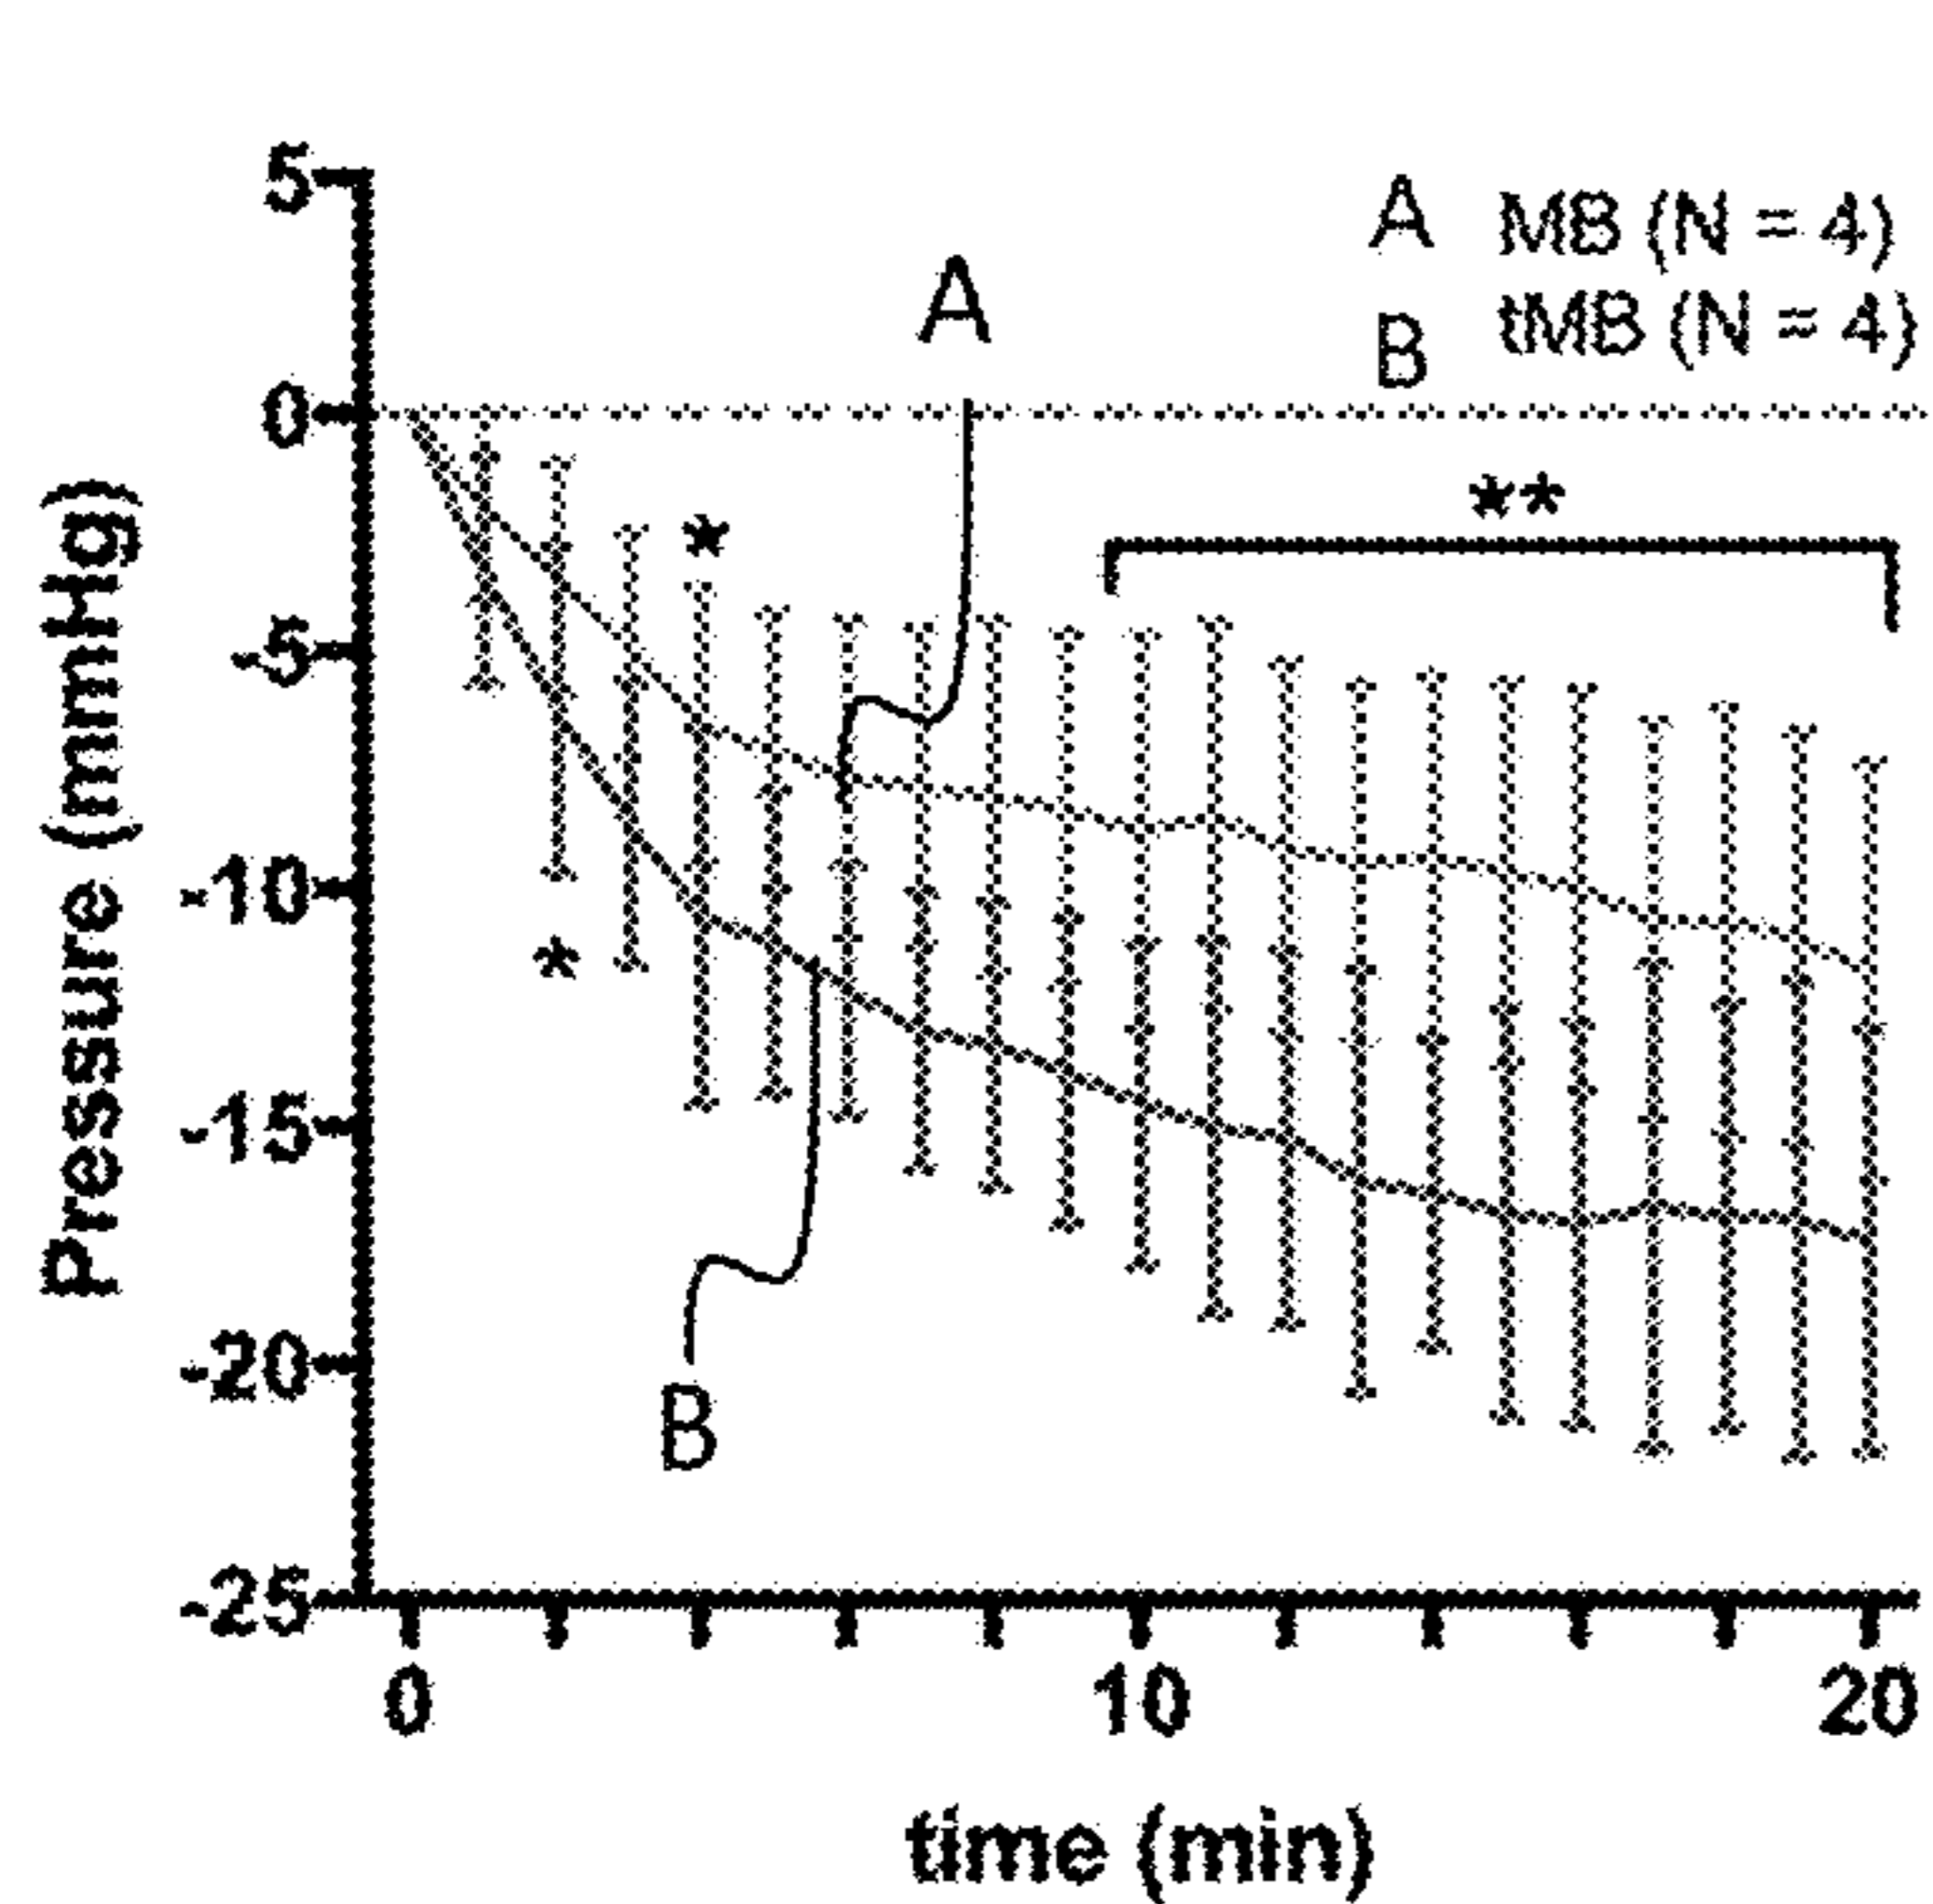 5
A
A MB (N = 4)
B tMB (N = 4)
0
**
*
Pressure (mmHg)
-5
-10
*
-15
-20
B
-25
0 10 20
time (min)